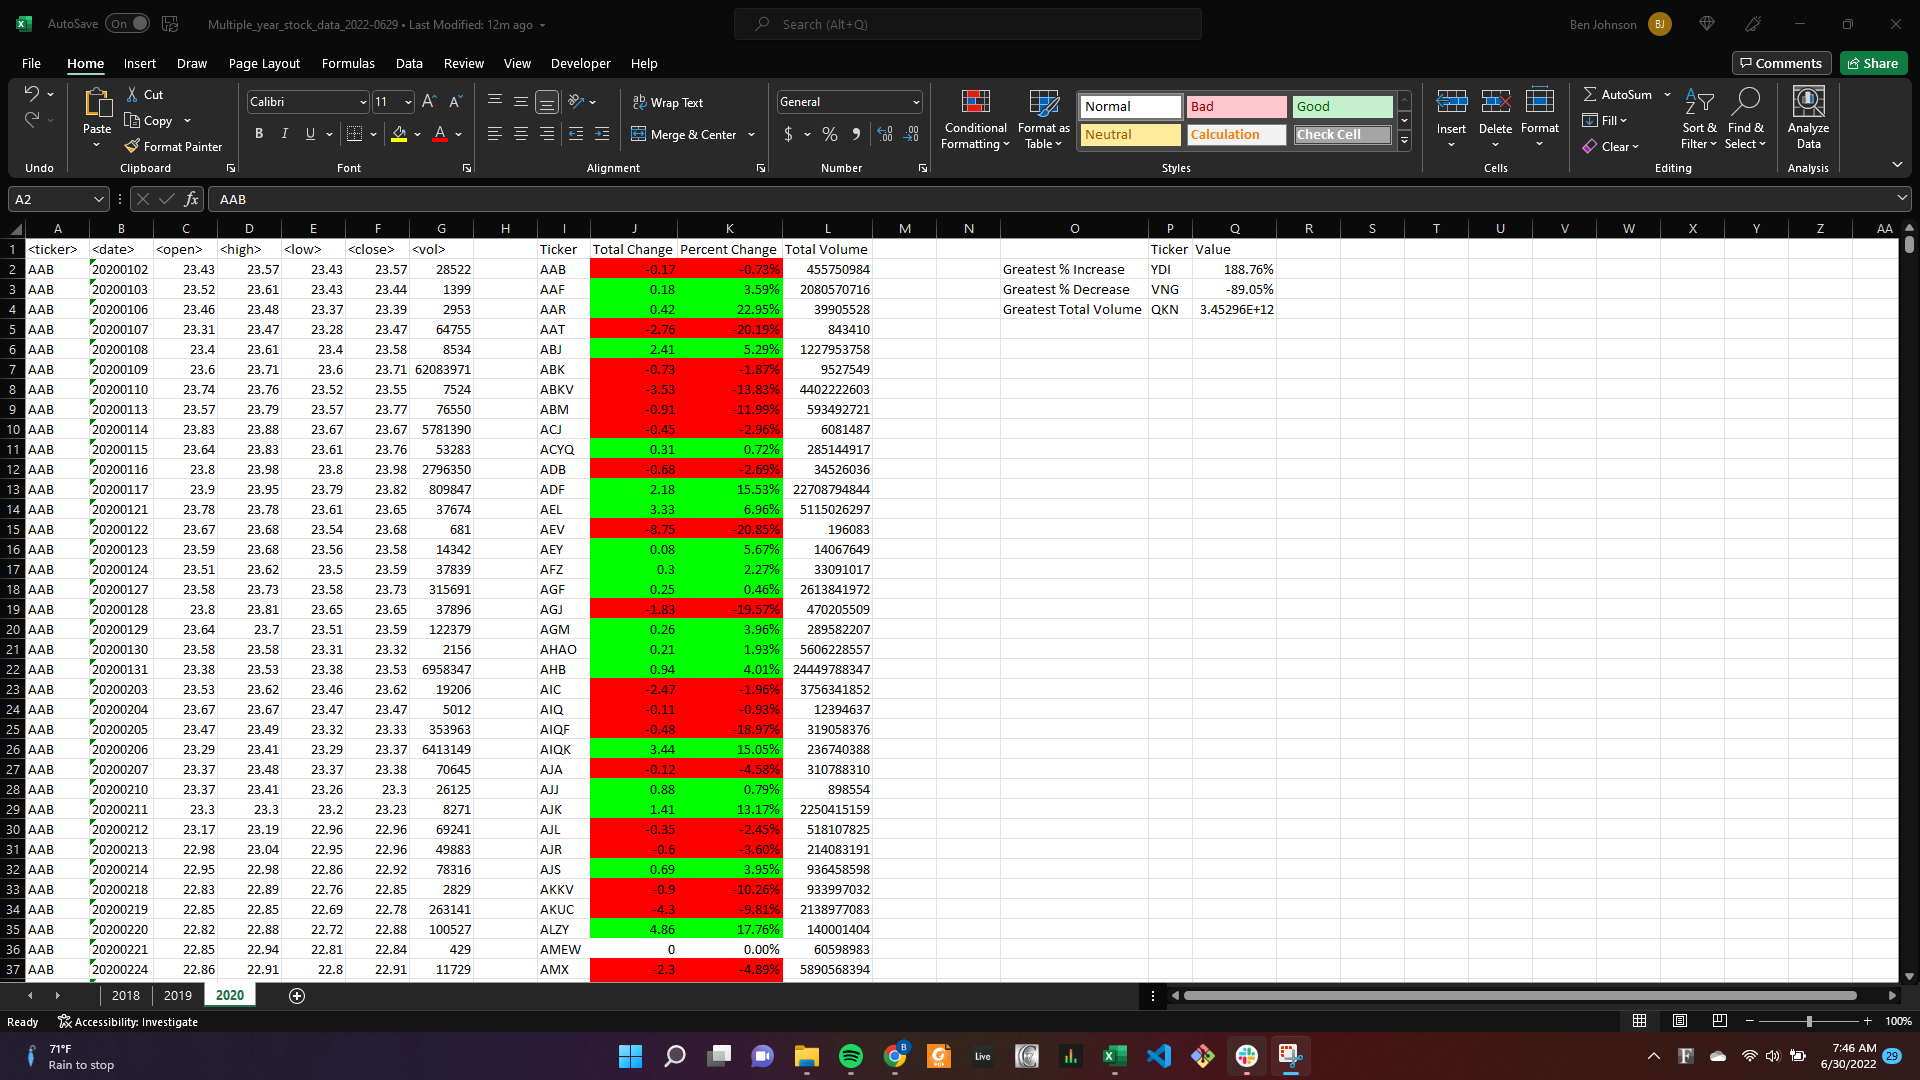 AutoSave On Multiple_year_stock_data_2022-0629 • Last Modified: 12m ago Search (Alt+Q) Ben Johnson BJ
File Home Insert Draw Page Layout Formulas Data Review View Developer Help Comments Share
Cut
Copy
Format Painter
Paste
Calibri 11
B I U
A A
Wrap Text
Merge & Center
General
$ % 9
Conditional Formatting
Format as Table
Normal Bad Good
Neutral Calculation Check Cell
Insert Delete Format
AutoSum
Fill
Clear
Sort & Filter
Find & Select
Analyze Data
Undo Clipboard Font Alignment Number Styles Cells Editing Analysis
A2 fx AAB
A B C D E F G H I J K L M N O P Q R S T U V W X Y Z AA
1 <ticker> <date> <open> <high> <low> <close> <vol> Ticker Total Change Percent Change Total Volume Ticker Value
2 AAB 20200102 23.43 23.57 23.43 23.57 28522 AAB -0.17 -0.73% 455750984 Greatest % Increase YDI 188.76%
3 AAB 20200103 23.52 23.61 23.43 23.44 1399 AAF 0.18 3.59% 2080570716 Greatest % Decrease VNG -89.05%
4 AAB 20200106 23.46 23.48 23.37 23.39 2953 AAR 0.42 22.95% 39905528 Greatest Total Volume QKN 3.45296E+12
5 AAB 20200107 23.31 23.47 23.28 23.47 64755 AAT -2.76 -20.19% 843410
6 AAB 20200108 23.4 23.61 23.4 23.58 8534 ABJ 2.41 5.29% 1227953758
7 AAB 20200109 23.6 23.71 23.6 23.71 62083971 ABK -0.73 -1.87% 9527549
8 AAB 20200110 23.74 23.76 23.52 23.55 7524 ABKV -3.53 -13.83% 4402222603
9 AAB 20200113 23.57 23.79 23.57 23.77 76550 ABM -0.91 -11.99% 593492721
10 AAB 20200114 23.83 23.88 23.67 23.67 5781390 ACJ -0.45 -2.96% 6081487
11 AAB 20200115 23.64 23.83 23.61 23.76 53283 ACYQ 0.31 0.72% 285144917
12 AAB 20200116 23.8 23.98 23.8 23.98 2796350 ADB -0.68 -2.69% 34526036
13 AAB 20200117 23.9 23.95 23.79 23.82 809847 ADF 2.18 15.53% 22708794844
14 AAB 20200121 23.78 23.78 23.61 23.65 37674 AEL 3.33 6.96% 5115026297
15 AAB 20200122 23.67 23.68 23.54 23.68 681 AEV -8.75 -20.85% 196083
16 AAB 20200123 23.59 23.68 23.56 23.58 14342 AEY 0.08 5.67% 14067649
17 AAB 20200124 23.51 23.62 23.5 23.59 37839 AFZ 0.3 2.27% 33091017
18 AAB 20200127 23.58 23.73 23.58 23.73 315691 AGF 0.25 0.46% 2613841972
19 AAB 20200128 23.8 23.81 23.65 23.65 37896 AGJ -1.83 -19.57% 470205509
20 AAB 20200129 23.64 23.7 23.51 23.59 122379 AGM 0.26 3.96% 289582207
21 AAB 20200130 23.58 23.58 23.31 23.32 2156 AHAO 0.21 1.93% 5606228557
22 AAB 20200131 23.38 23.53 23.38 23.53 6958347 AHB 0.94 4.01% 24449788347
23 AAB 20200203 23.53 23.62 23.46 23.62 19206 AIC -2.47 -1.96% 3756341852
24 AAB 20200204 23.67 23.67 23.47 23.47 5012 AIQ -0.11 -0.93% 12394637
25 AAB 20200205 23.47 23.49 23.32 23.33 353963 AIQF -0.48 -18.97% 319058376
26 AAB 20200206 23.29 23.41 23.29 23.37 6413149 AIQK 3.44 15.05% 236740388
27 AAB 20200207 23.37 23.48 23.37 23.38 70645 AJA -0.12 -4.58% 310788310
28 AAB 20200210 23.37 23.41 23.26 23.3 26125 AJJ 0.88 0.79% 898554
29 AAB 20200211 23.3 23.3 23.2 23.23 8271 AJK 1.41 13.17% 2250415159
30 AAB 20200212 23.17 23.19 22.96 22.96 69241 AJL -0.35 -2.45% 518107825
31 AAB 20200213 22.98 23.04 22.95 22.96 49883 AJR -0.6 -3.60% 214083191
32 AAB 20200214 22.95 22.98 22.86 22.92 78316 AJS 0.69 3.95% 936458598
33 AAB 20200218 22.83 22.89 22.76 22.85 2829 AKKV -0.9 -10.26% 933997032
34 AAB 20200219 22.85 22.85 22.69 22.78 263141 AKUC -4.3 -9.81% 2138977083
35 AAB 20200220 22.82 22.88 22.72 22.88 100527 ALZY 4.86 17.76% 140001404
36 AAB 20200221 22.85 22.94 22.81 22.84 429 AMEW 0 0.00% 60598983
37 AAB 20200224 22.86 22.91 22.8 22.91 11729 AMX -2.3 -4.89% 5890568394
2018 2019 2020
Ready Accessibility: Investigate 100%
71°F
Rain to stop
Live
7:46 AM
6/30/2022
29